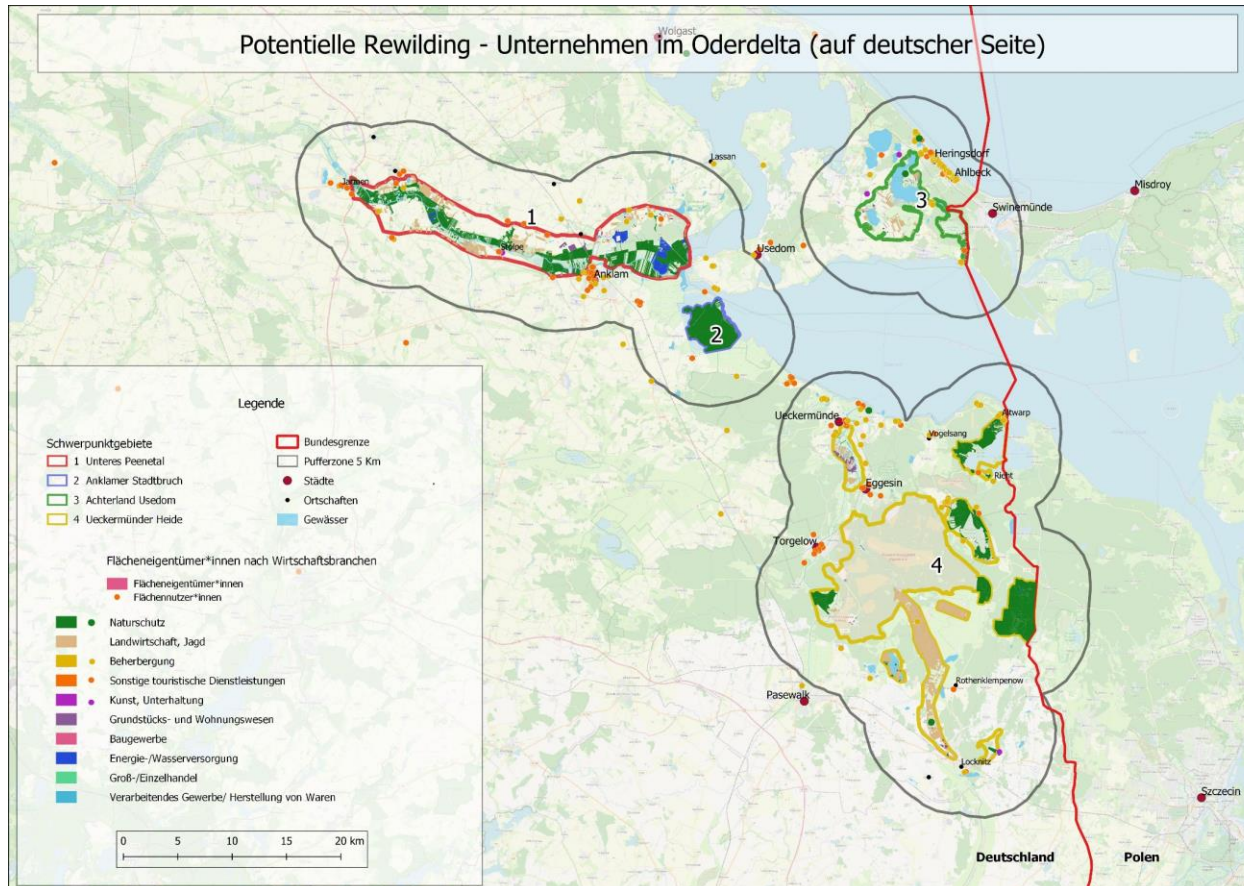 Wolgast
Potentielle Rewilding - Unternehmen im Oderdelta (auf deutscher Seite)
Lassan
Heringsdorf
Ahlbeck
Misdroy
Swinemünde
Jarmen
1
3
Stolpe
Usedom
Anklam
2
Ueckermünde
Altwarp
Vogelsang
Rieth
Eggesin
Torgelow
4
Rothenklempenow
Pasewalk
Löcknitz
Szczecin
Deutschland
Polen
Legende
Schwerpunktgebiete
1 Unteres Peenetal
2 Anklamer Stadtbruch
3 Achterland Usedom
4 Ueckermünder Heide
Bundesgrenze
Pufferzone 5 Km
Städte
Ortschaften
Gewässer
Flächeneigentümer*innen nach Wirtschaftsbranchen
Flächeneigentümer*innen
Flächennutzer*innen
Naturschutz
Landwirtschaft, Jagd
Beherbergung
Sonstige touristische Dienstleistungen
Kunst, Unterhaltung
Grundstücks- und Wohnungswesen
Baugewerbe
Energie-/Wasserversorgung
Groß-/Einzelhandel
Verarbeitendes Gewerbe/ Herstellung von Waren
0 5 10 15 20 km